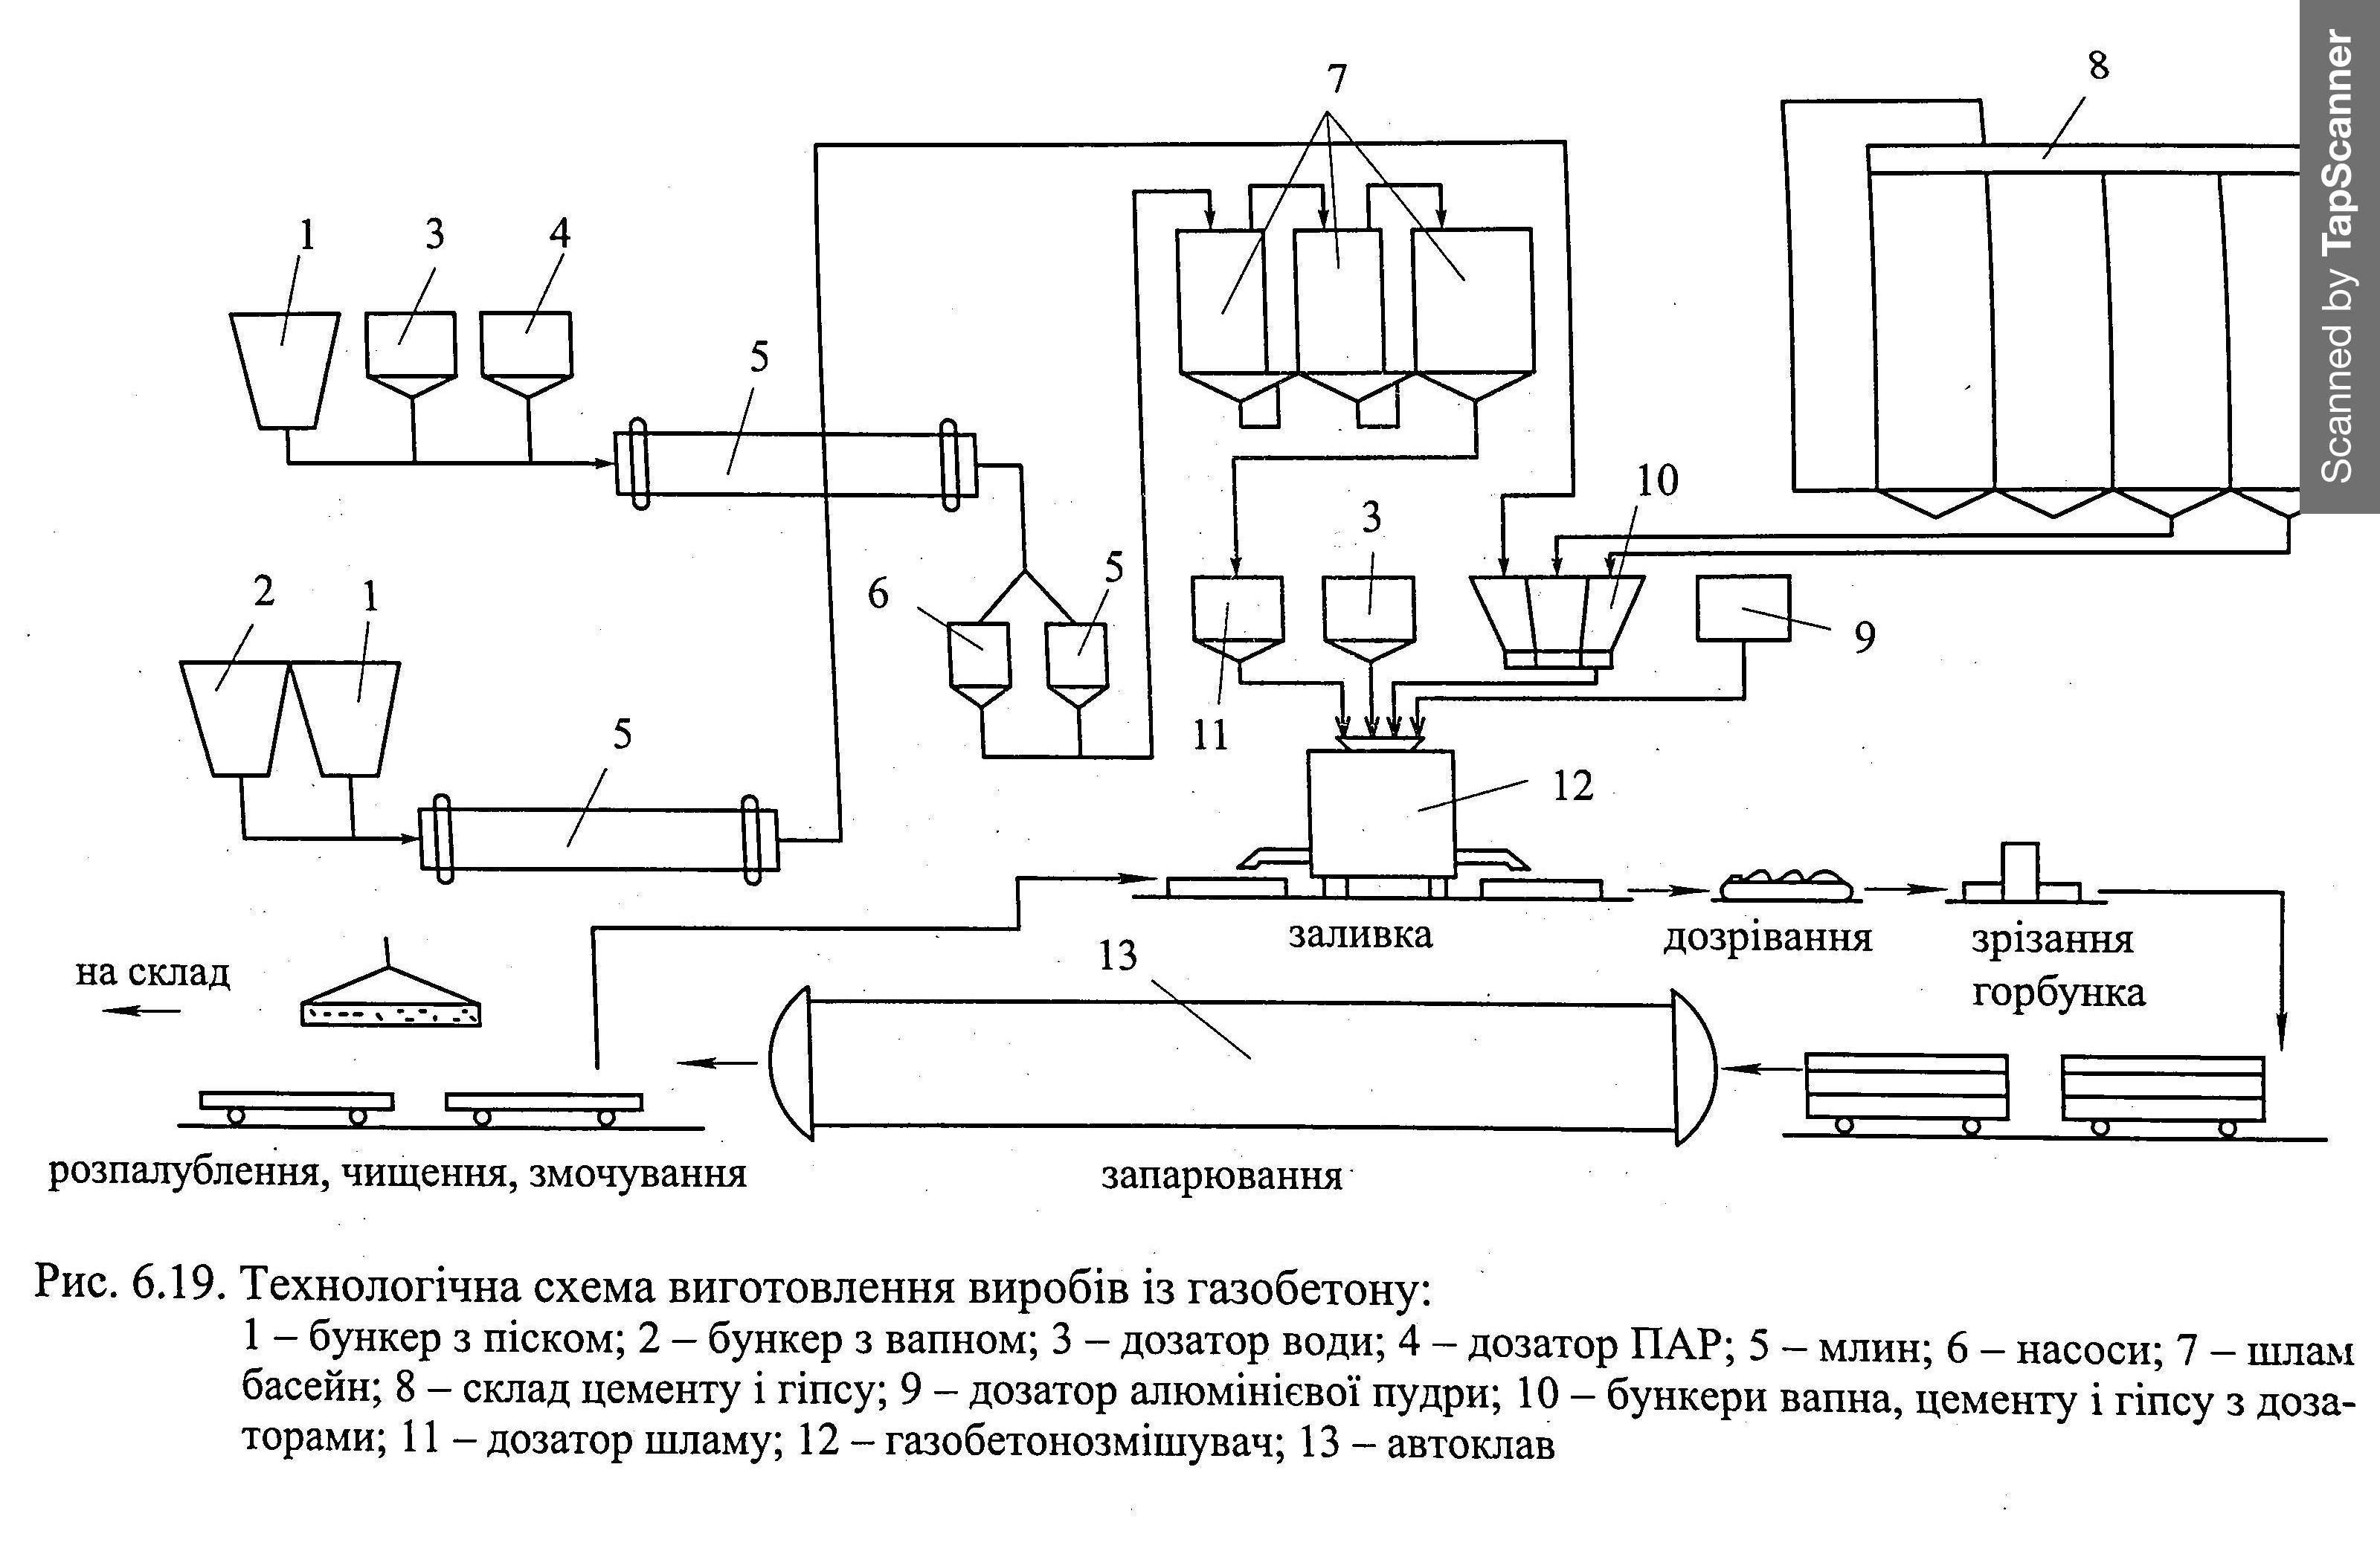 7
8
Scanned by TapScanner
1
3
4
5
10
3
2
1
6
5
9
11
5
12
заливка
дозрівання
зрізання
горбунка
на склад
13
розпалублення, чищення, змочування
запарювання
Рис. 6.19. Технологічна схема виготовлення виробів із газобетону:
1 – бункер з піском; 2 – бункер з вапном; 3 – дозатор води; 4 – дозатор ПАР; 5 – млин; 6 – насоси; 7 – шлам
басейн; 8 – склад цементу і гіпсу; 9 – дозатор алюмінієвої пудри; 10 – бункери вапна, цементу і гіпсу з доза-
торами; 11 – дозатор шламу; 12 – газобетонозмішувач; 13 – автоклав